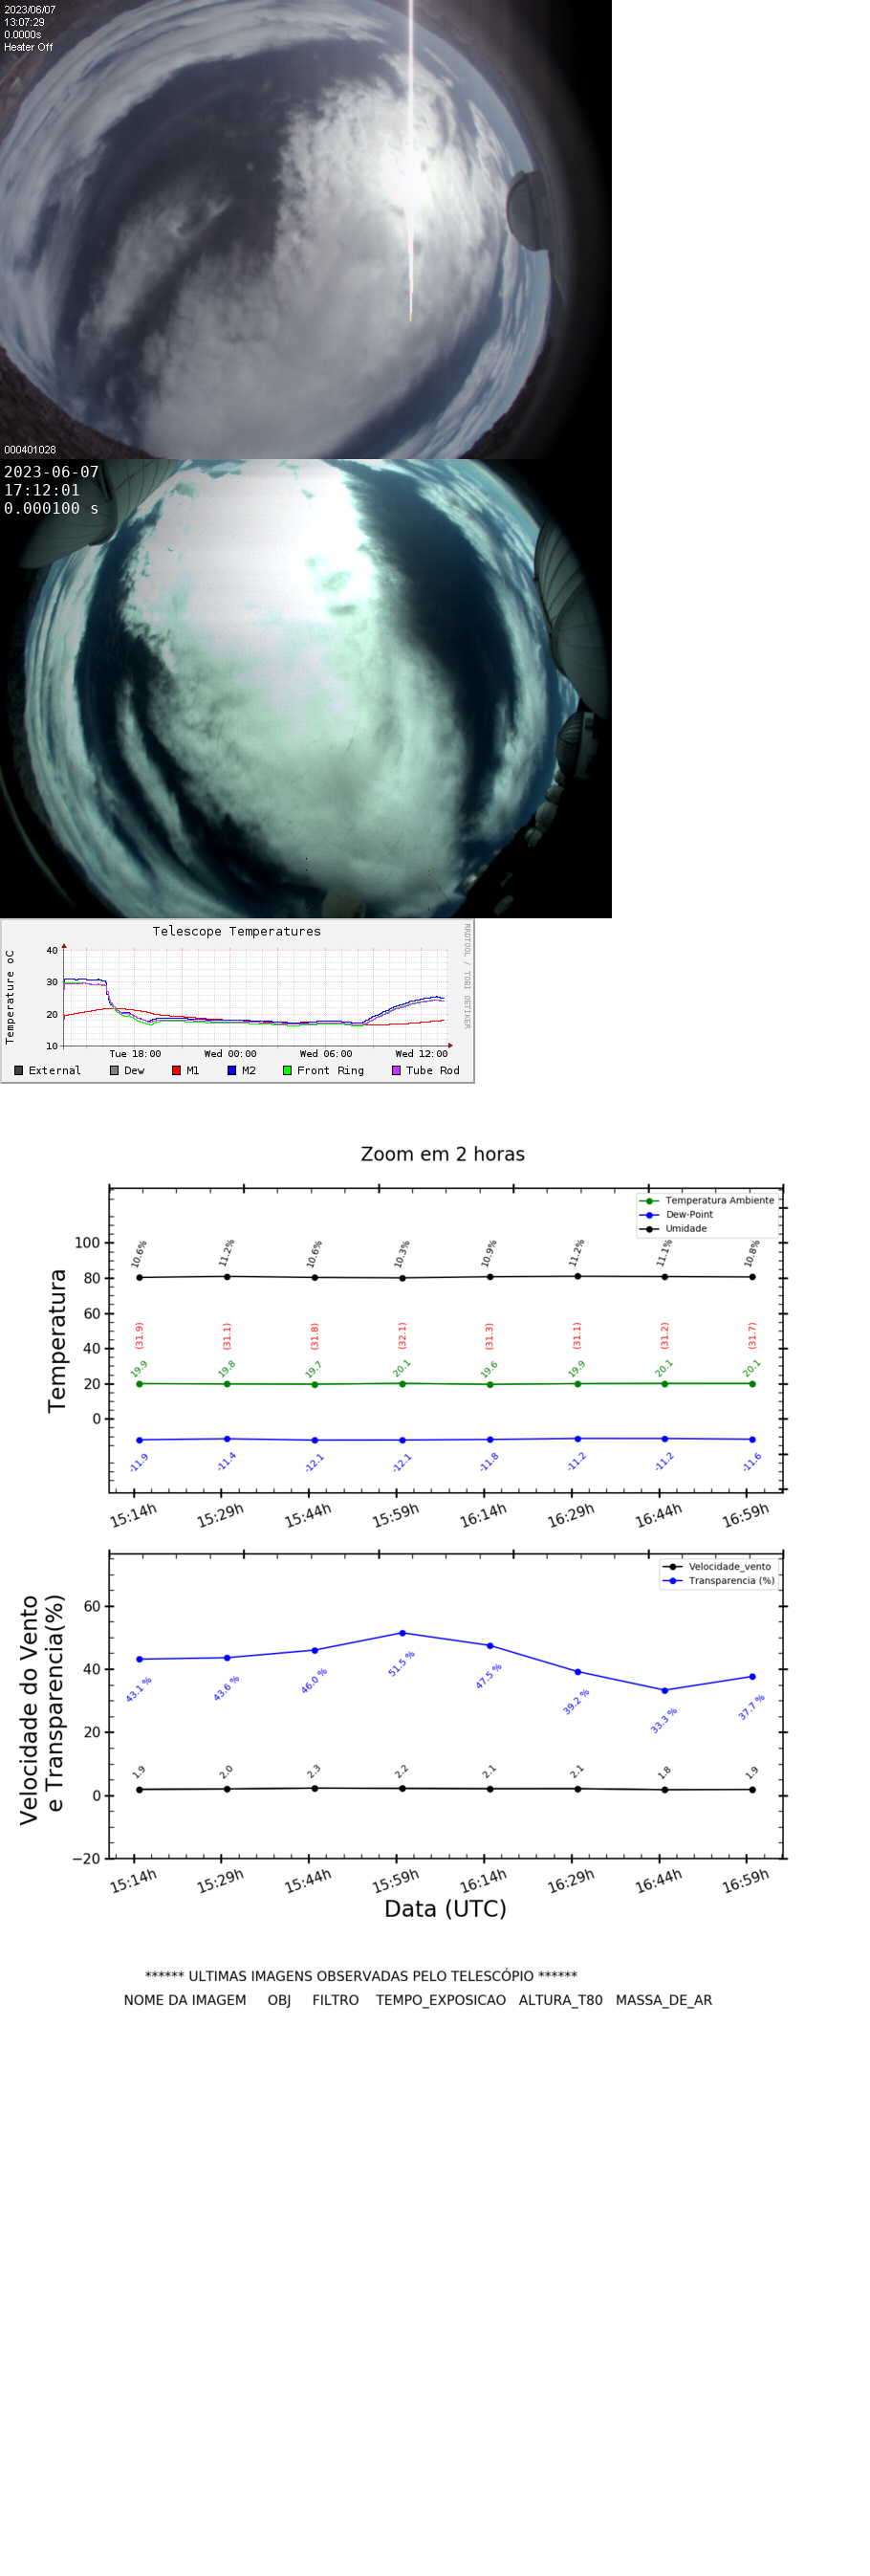 2023/06/07
13:07:29
0.0000s
Heater Off
000401028
2023-06-07
17:12:01
0.000100 s
Telescope Temperatures
RRDTOOL / TOBI OETIKER
Temperature oC
40
30
20
10
Tue 18:00 Wed 00:00 Wed 06:00 Wed 12:00
External Dew M1 M2 Front Ring Tube Rod
Zoom em 2 horas
Temperatura Ambiente
Dew-Point
Umidade
Temperatura
100
80
60
40
20
0
10.6% 11.2% 10.6% 10.3% 10.9% 11.2% 11.1% 10.8%
(31.9) (31.1) (31.8) (32.1) (31.3) (31.1) (31.2) (31.7)
19.9 19.8 19.7 20.1 19.6 19.9 20.1 20.1
-11.9 -11.4 -12.1 -12.1 -11.8 -11.2 -11.2 -11.6
15:14h 15:29h 15:44h 15:59h 16:14h 16:29h 16:44h 16:59h
Velocidade_vento
Transparencia (%)
Velocidade do Vento
e Transparencia(%)
60
40
20
0
−20
43.1 % 43.6 % 46.0 % 51.5 % 47.5 % 39.2 % 33.3 % 37.7 %
1.9 2.0 2.3 2.2 2.1 2.1 1.8 1.9
15:14h 15:29h 15:44h 15:59h 16:14h 16:29h 16:44h 16:59h
Data (UTC)
****** ULTIMAS IMAGENS OBSERVADAS PELO TELESCÓPIO ******
NOME DA IMAGEM OBJ FILTRO TEMPO_EXPOSICAO ALTURA_T80 MASSA_DE_AR